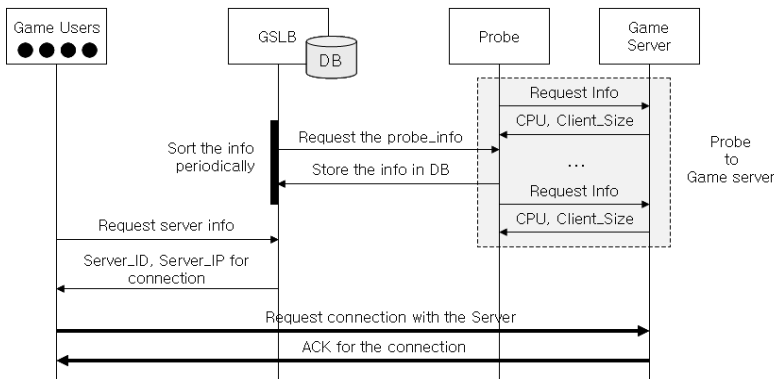 Game Users
GSLB
DB
Probe
Game
Server
Request Info
CPU, Client_Size
Sort the info
periodically
Request the probe_info
Store the info in DB
...
Request Info
CPU, Client_Size
Probe
to
Game server
Request server info
Server_ID, Server_IP for
connection
Request connection with the Server
ACK for the connection